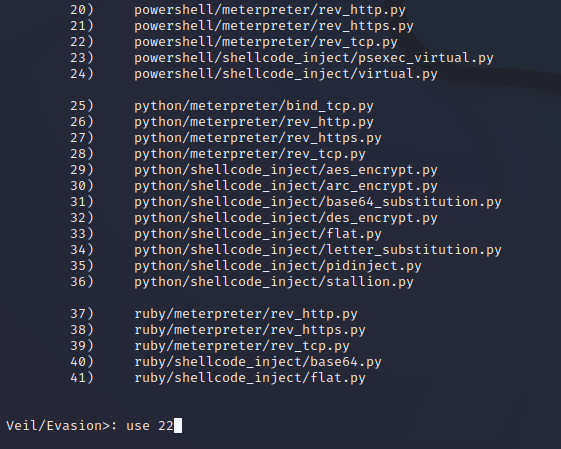 20) powershell/meterpreter/rev_http.py
21) powershell/meterpreter/rev_https.py
22) powershell/meterpreter/rev_tcp.py
23) powershell/shellcode_inject/psexec_virtual.py
24) powershell/shellcode_inject/virtual.py
25) python/meterpreter/bind_tcp.py
26) python/meterpreter/rev_http.py
27) python/meterpreter/rev_https.py
28) python/meterpreter/rev_tcp.py
29) python/shellcode_inject/aes_encrypt.py
30) python/shellcode_inject/arc_encrypt.py
31) python/shellcode_inject/base64_substitution.py
32) python/shellcode_inject/des_encrypt.py
33) python/shellcode_inject/flat.py
34) python/shellcode_inject/letter_substitution.py
35) python/shellcode_inject/pidinject.py
36) python/shellcode_inject/stallion.py
37) ruby/meterpreter/rev_http.py
38) ruby/meterpreter/rev_https.py
39) ruby/meterpreter/rev_tcp.py
40) ruby/shellcode_inject/base64.py
41) ruby/shellcode_inject/flat.py
Veil/Evasion>: use 22